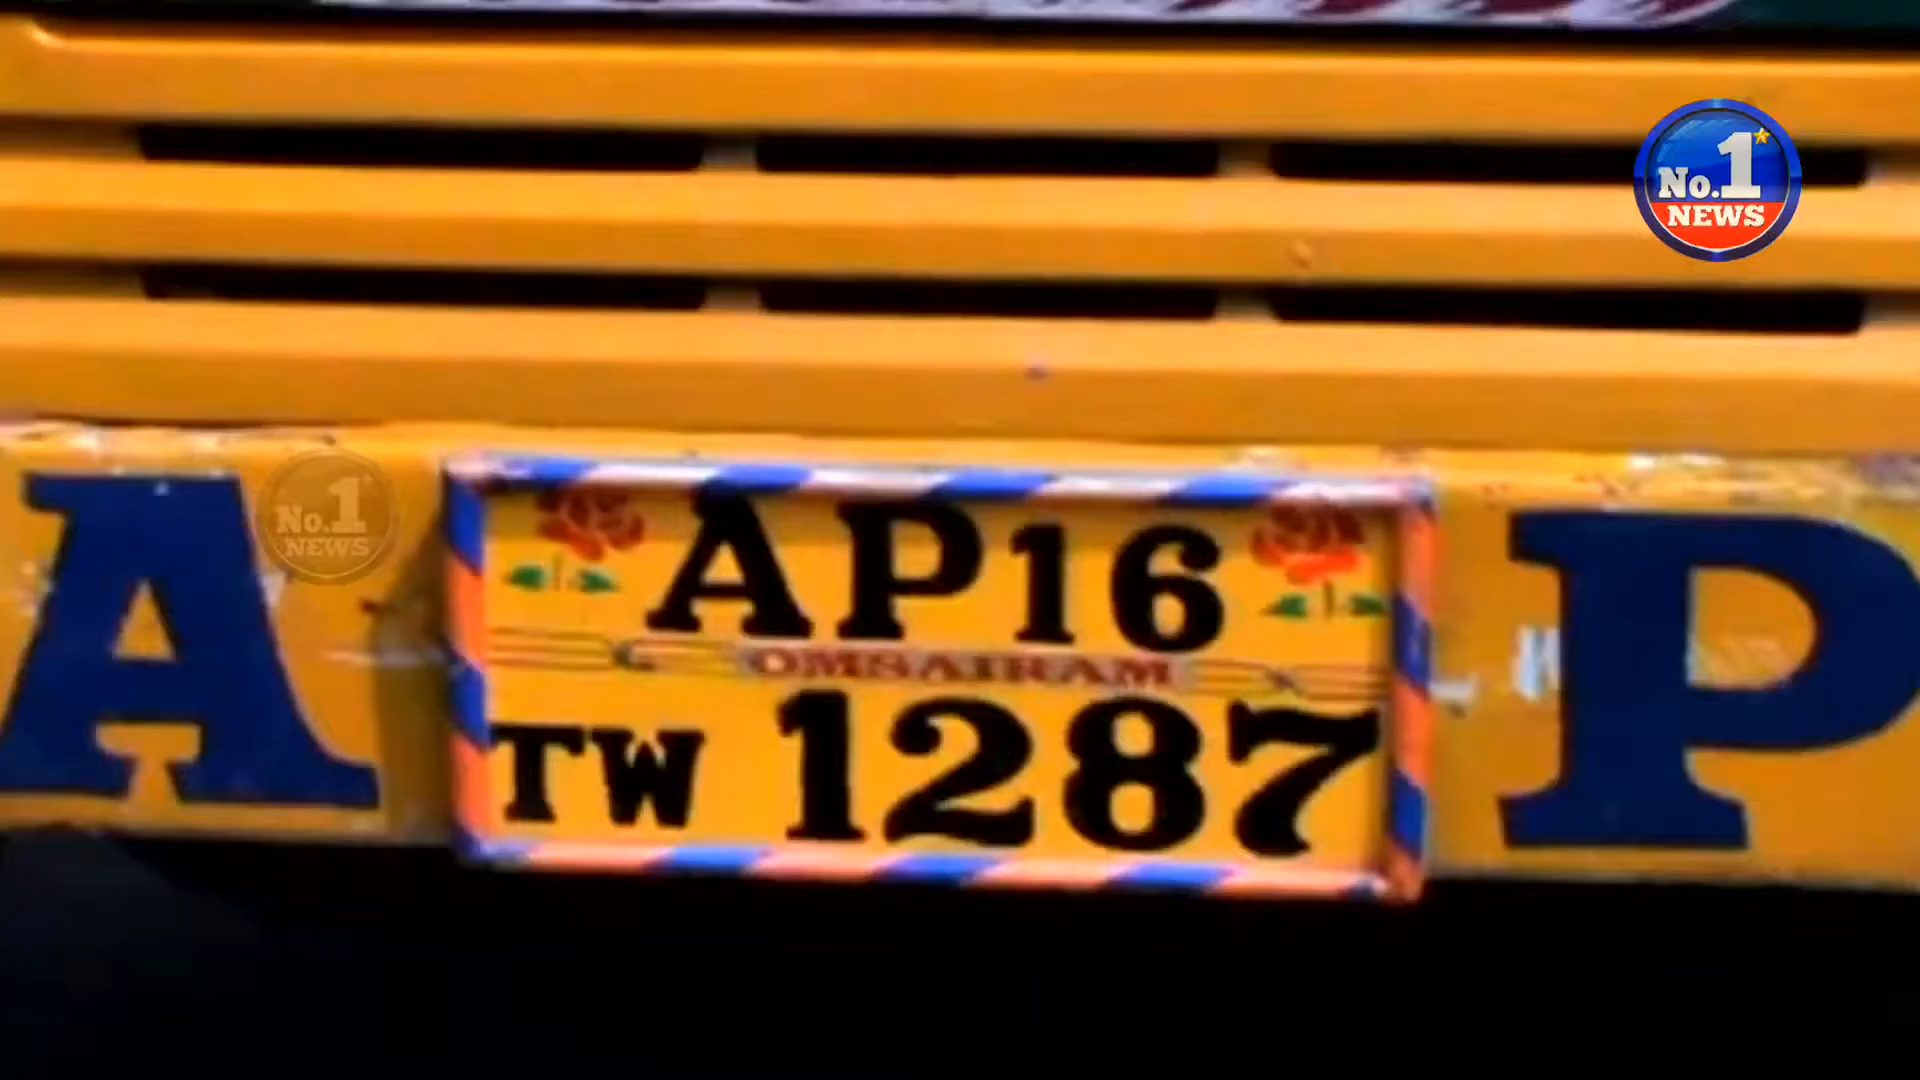 No.1
NEWS
A
No.1
NEWS
AP16
OMSAIRAM
TW 1287
P